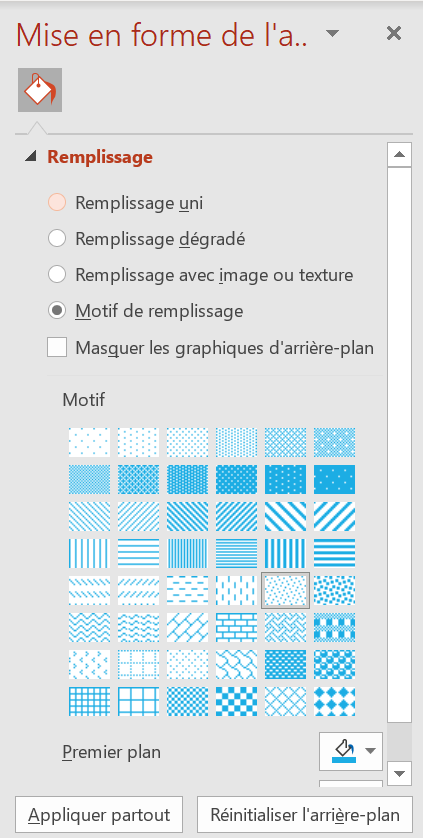 Mise en forme de l'a..
Remplissage
Remplissage uni
Remplissage dégradé
Remplissage avec image ou texture
Motif de remplissage
Masquer les graphiques d'arrière-plan
Motif
Premier plan
Appliquer partout
Réinitialiser l'arrière-plan